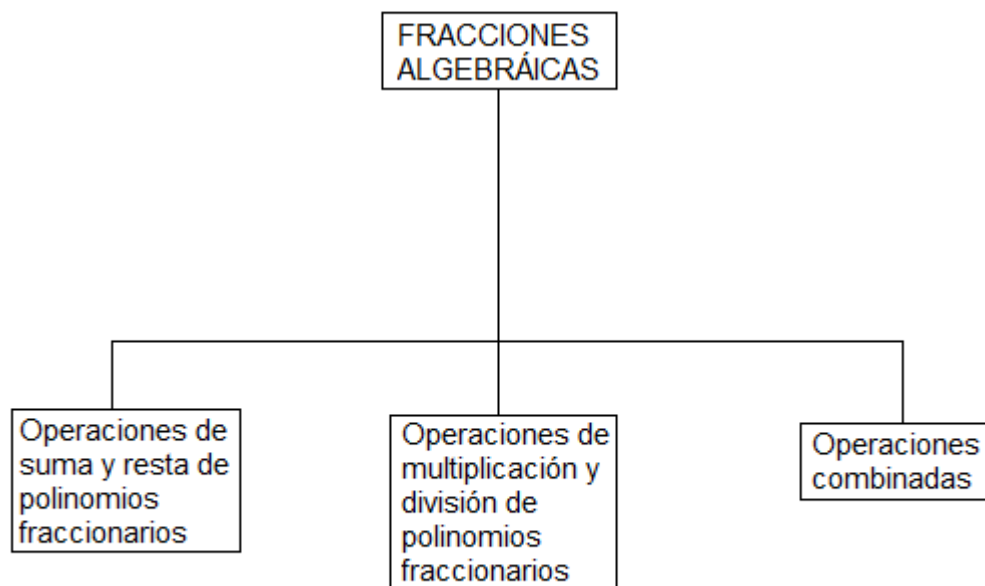 FRACCIONES
ALGEBRÁICAS
Operaciones de
suma y resta de
polinomios
fraccionarios
Operaciones de
multiplicación y
división de
polinomios
fraccionarios
Operaciones
combinadas